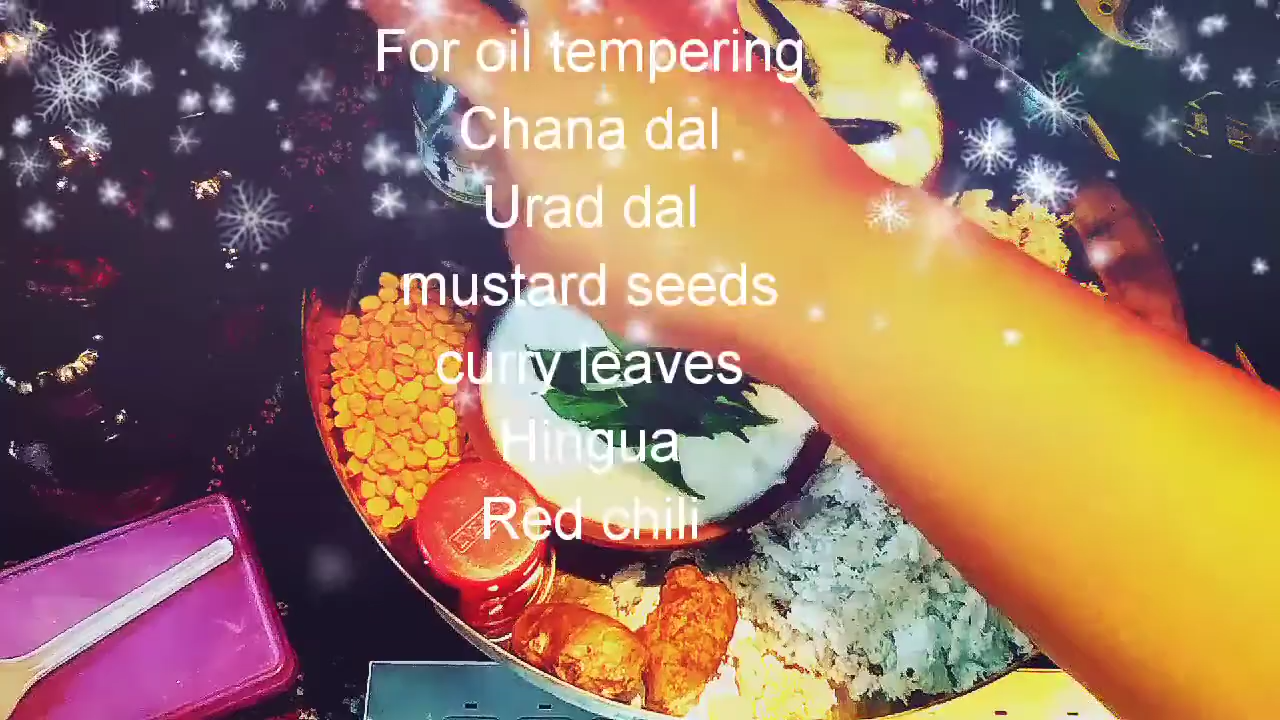 For oil tempering
Chana dal
Urad dal
mustard seeds
curry leaves
Hingua
Red chili